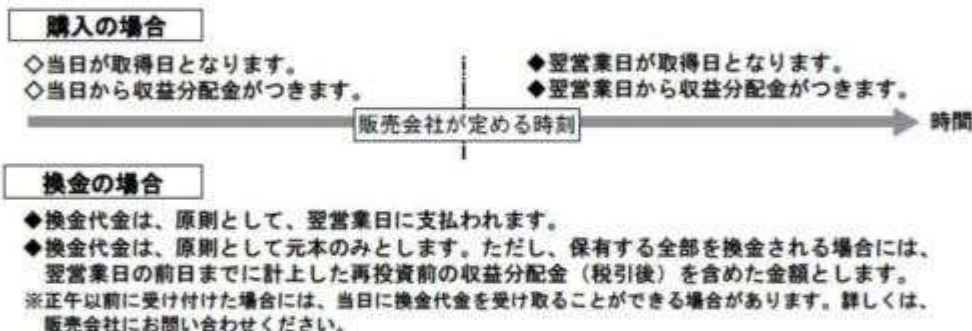 購入の場合
◇当日が取得日となります。
◇当日から収益分配金がつきます。
◆翌営業日が取得日となります。
◆翌営業日から収益分配金がつきます。
販売会社が定める時刻
時間
換金の場合
◆換金代金は、原則として、翌営業日に支払われます。
◆換金代金は、原則として元本のみとします。ただし、保有する全部を換金される場合には、
翌営業日の前日までに計上した再投資前の収益分配金（税引後）を含めた金額とします。
※正午以前に受け付けた場合には、当日に換金代金を受け取ることができる場合があります。詳しくは、
販売会社にお問い合わせください。